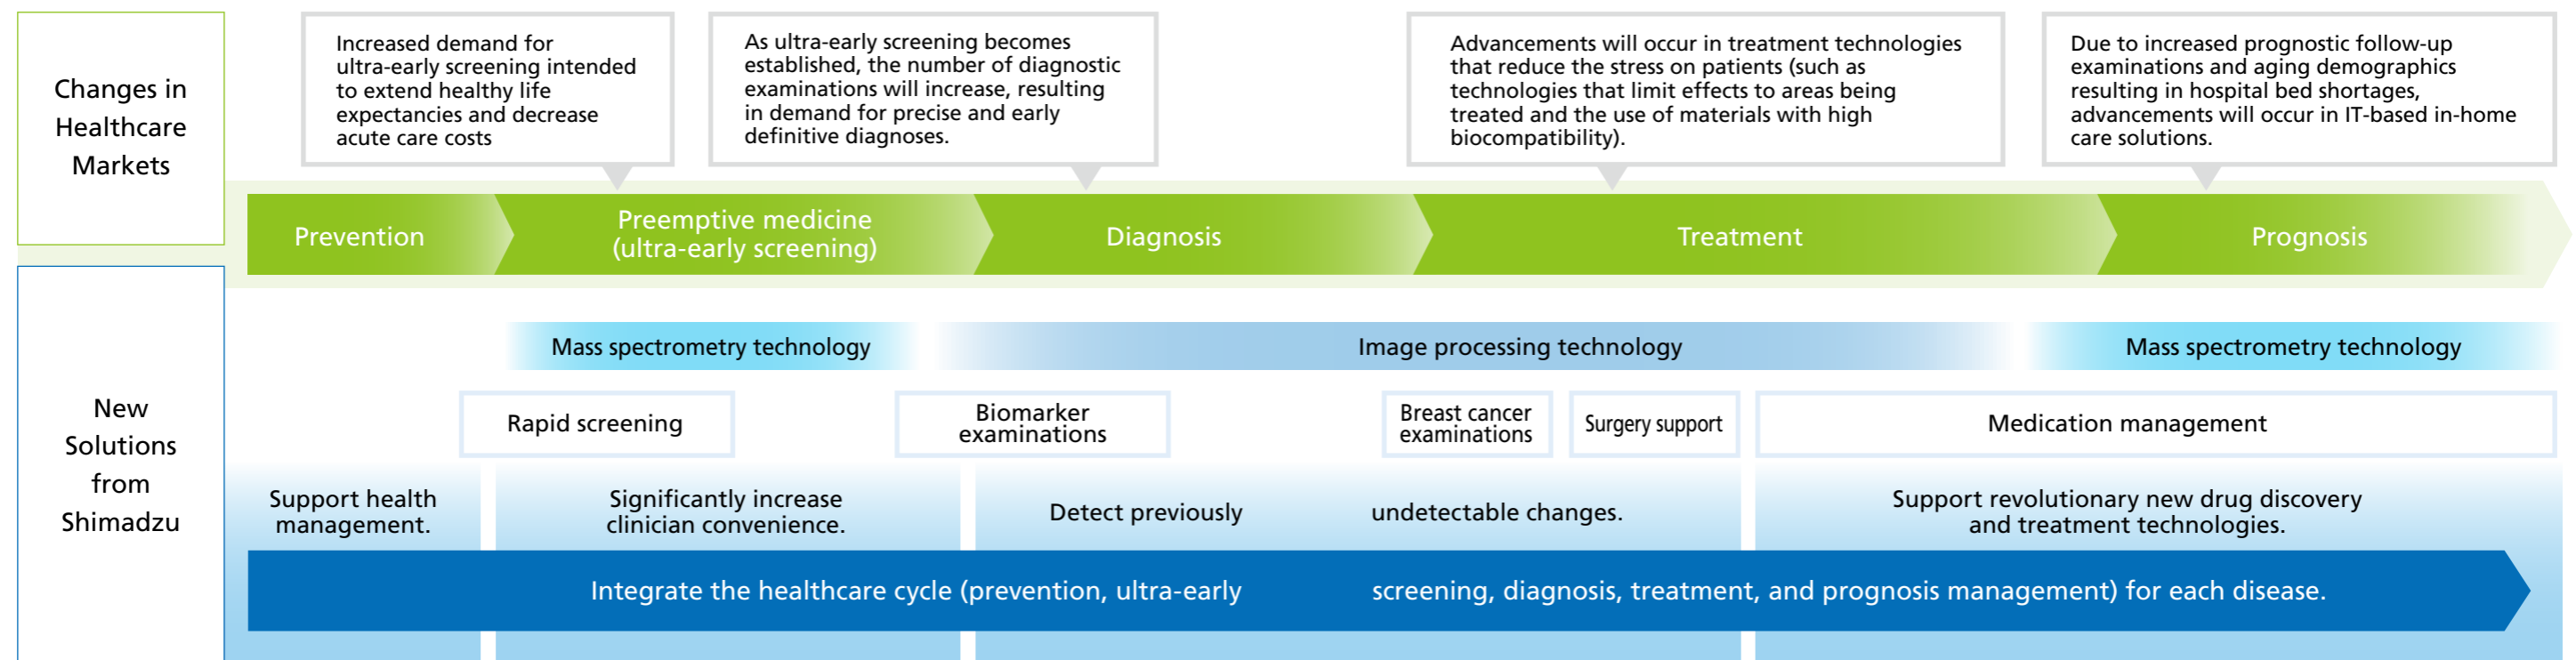 Changes in
Healthcare
Markets
Increased demand for
ultra-early screening intended
to extend healthy life
expectancies and decrease
acute care costs
As ultra-early screening becomes
established, the number of diagnostic
examinations will increase, resulting
in demand for precise and early
definitive diagnoses.
Advancements will occur in treatment technologies
that reduce the stress on patients (such as
technologies that limit effects to areas being
treated and the use of materials with high
biocompatibility).
Due to increased prognostic follow-up
examinations and aging demographics
resulting in hospital bed shortages,
advancements will occur in IT-based in-home
care solutions.
Prevention
Preemptive medicine
(ultra-early screening)
Diagnosis
Treatment
Prognosis
New
Solutions
from
Shimadzu
Mass spectrometry technology
Image processing technology
Mass spectrometry technology
Rapid screening
Biomarker
examinations
Breast cancer
examinations
Surgery support
Medication management
Support health
management.
Significantly increase
clinician convenience.
Detect previously undetectable changes.
Support revolutionary new drug discovery
and treatment technologies.
Integrate the healthcare cycle (prevention, ultra-early screening, diagnosis, treatment, and prognosis management) for each disease.